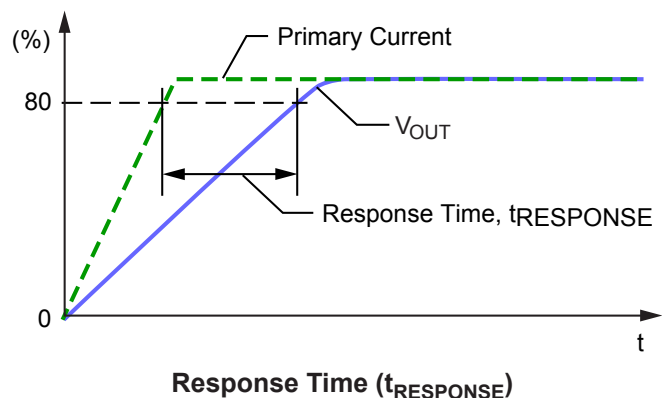 (%)
Primary Current
80
VOUT
Response Time, tRESPONSE
0
t
Response Time (tRESPONSE)